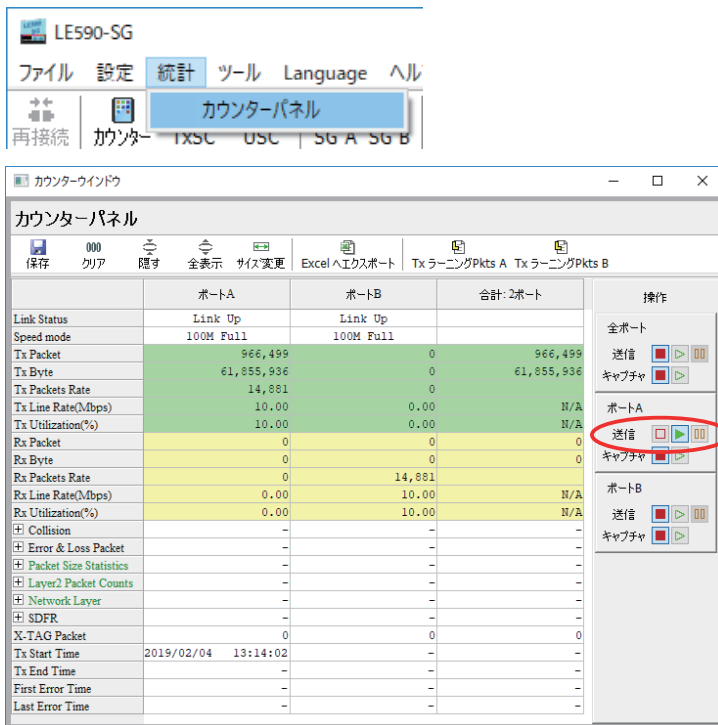 LE590-SG
ファイル 設定 統計 ツール Language ヘル
カウンターパネル
再接続 カウンター TxSC USC SG A SG B
カウンターウインドウ
カウンターパネル
保存 000 クリア 隠す 全表示 サイズ変更 Excel へエクスポート Tx ラーニングPkts A Tx ラーニングPkts B
ポートA ポートB 合計: 2ポート
Link Status Link Up Link Up
Speed mode 100M Full 100M Full
Tx Packet 966,499 0 966,499
Tx Byte 61,855,936 0 61,855,936
Tx Packets Rate 14,881 0
Tx Line Rate(Mbps) 10.00 0.00 N/A
Tx Utilization(%) 10.00 0.00 N/A
Rx Packet 0 0 0
Rx Byte 0 0 0
Rx Packets Rate 0 14,881
Rx Line Rate(Mbps) 0.00 10.00 N/A
Rx Utilization(%) 0.00 10.00 N/A
Collision - - -
Error & Loss Packet - - -
Packet Size Statistics - - -
Layer2 Packet Counts - - -
Network Layer - - -
SDFR - - -
X-TAG Packet 0 0 0
Tx Start Time 2019/02/04 13:14:02 - -
Tx End Time - - -
First Error Time - - -
Last Error Time - - -
操作
全ポート
送信
キャプチャ
ポートA
送信
キャプチャ
ポートB
送信
キャプチャ